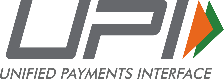 UPI
UNIFIED PAYMENTS INTERFACE